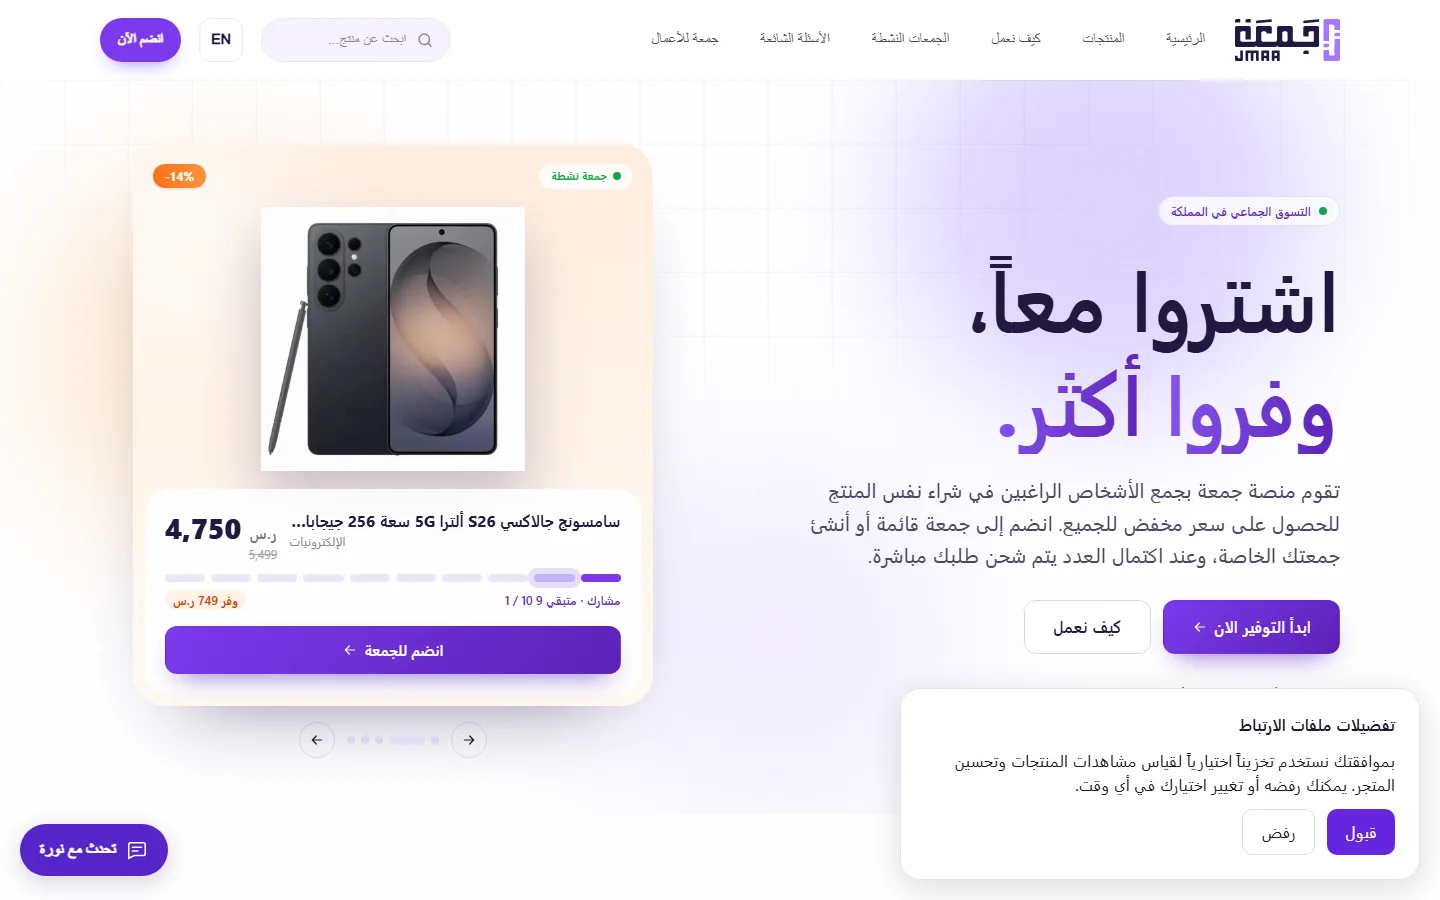 جمعة
JMAA
الرئيسية
المنتجات
كيف نعمل
الجمعات النشطة
الأسئلة الشائعة
جمعة للأعمال
ابحث عن منتج...
EN
انضم الآن
التسوق الجماعي في المملكة
اشتروا معاً،
وفروا أكثر.
تقوم منصة جمعة بجمع الأشخاص الراغبين في شراء نفس المنتج
للحصول على سعر مخفض للجميع. انضم إلى جمعة قائمة أو أنشئ
جمعتك الخاصة، وعند اكتمال العدد يتم شحن طلبك مباشرة.
ابدأ التوفير الان ←
كيف نعمل
جمعة نشطة
-14%
سامسونج جالاكسي S26 ألترا 5G سعة 256 جيجابا...
الإلكترونيات
4,750 ر.س
5,499
1 / 10 مشارك · متبقي 9
وفر 749 ر.س
انضم للجمعة ←
تفضيلات ملفات الارتباط
بموافقتك نستخدم تخزيناً اختيارياً لقياس مشاهدات المنتجات وتحسين
المتجر. يمكنك رفضه أو تغيير اختيارك في أي وقت.
قبول
رفض
تحدث مع نورة